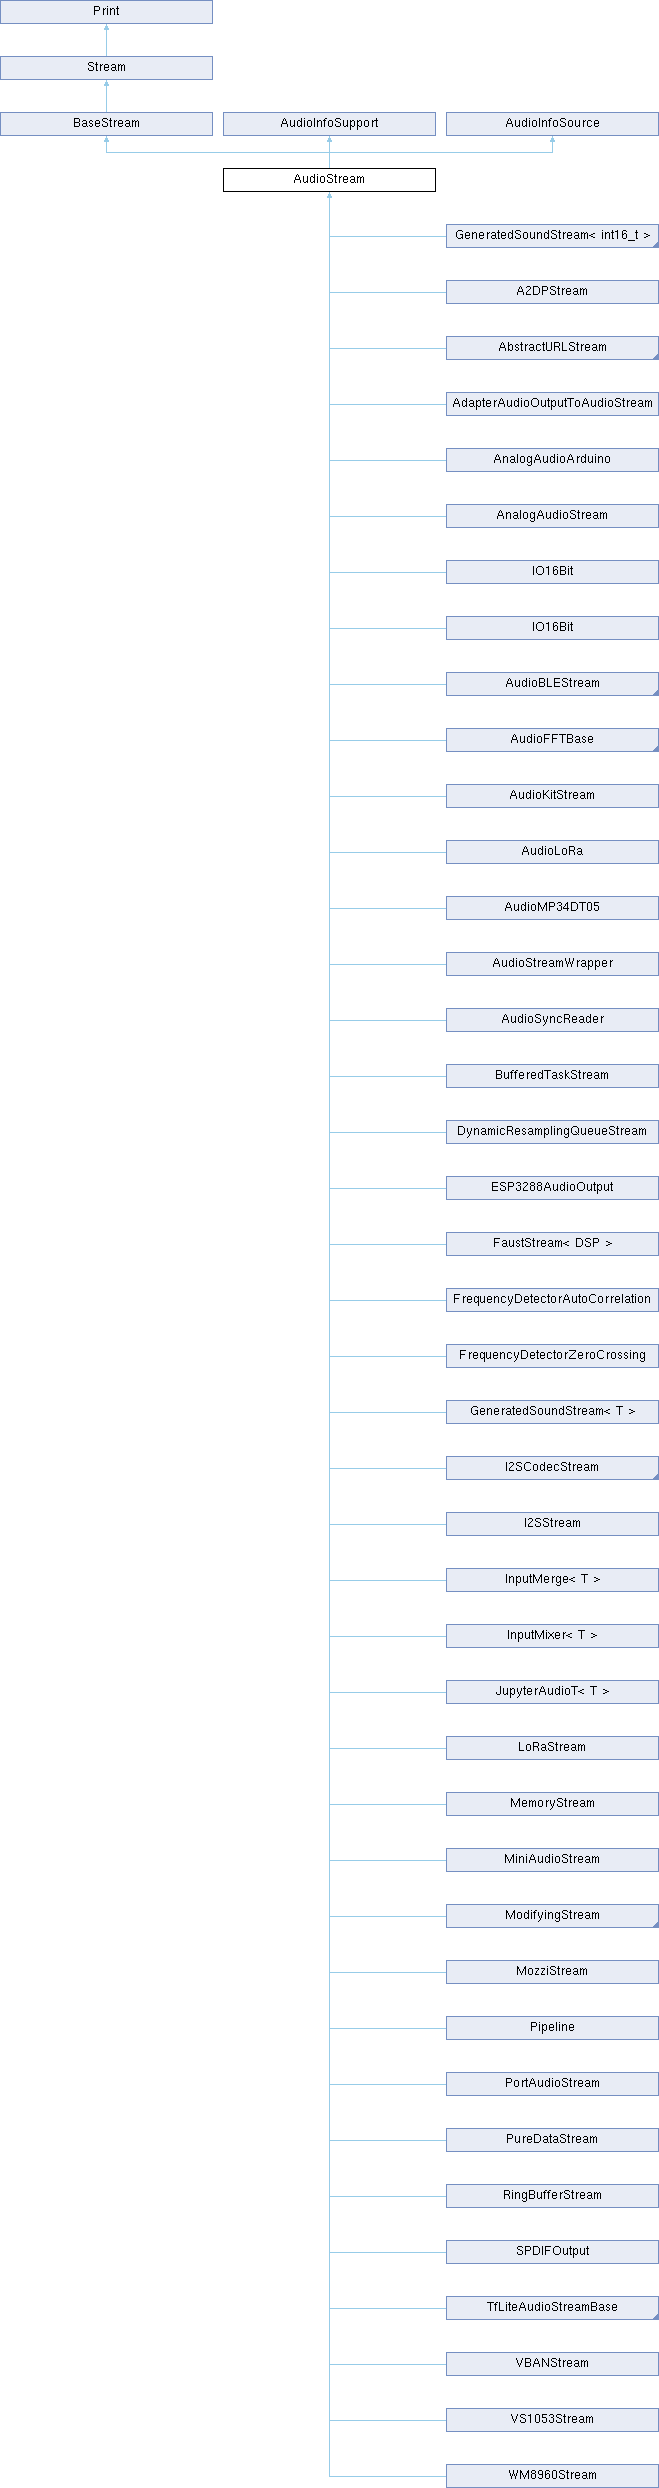 Print
Stream
BaseStream
AudioInfoSupport
AudioInfoSource
AudioStream
GeneratedSoundStream< int16_t >
A2DPStream
AbstractURLStream
AdapterAudioOutputToAudioStream
AnalogAudioArduino
AnalogAudioStream
IO16Bit
IO16Bit
AudioBLEStream
AudioFFTBase
AudioKitStream
AudioLoRa
AudioMP34DT05
AudioStreamWrapper
AudioSyncReader
BufferedTaskStream
DynamicResamplingQueueStream
ESP3288AudioOutput
FaustStream< DSP >
FrequencyDetectorAutoCorrelation
FrequencyDetectorZeroCrossing
GeneratedSoundStream< T >
I2SCodecStream
I2SStream
InputMerge< T >
InputMixer< T >
JupyterAudioT< T >
LoRaStream
MemoryStream
MiniAudioStream
ModifyingStream
MozziStream
Pipeline
PortAudioStream
PureDataStream
RingBufferStream
SPDIFOutput
TfLiteAudioStreamBase
VBANStream
VS1053Stream
WM8960Stream